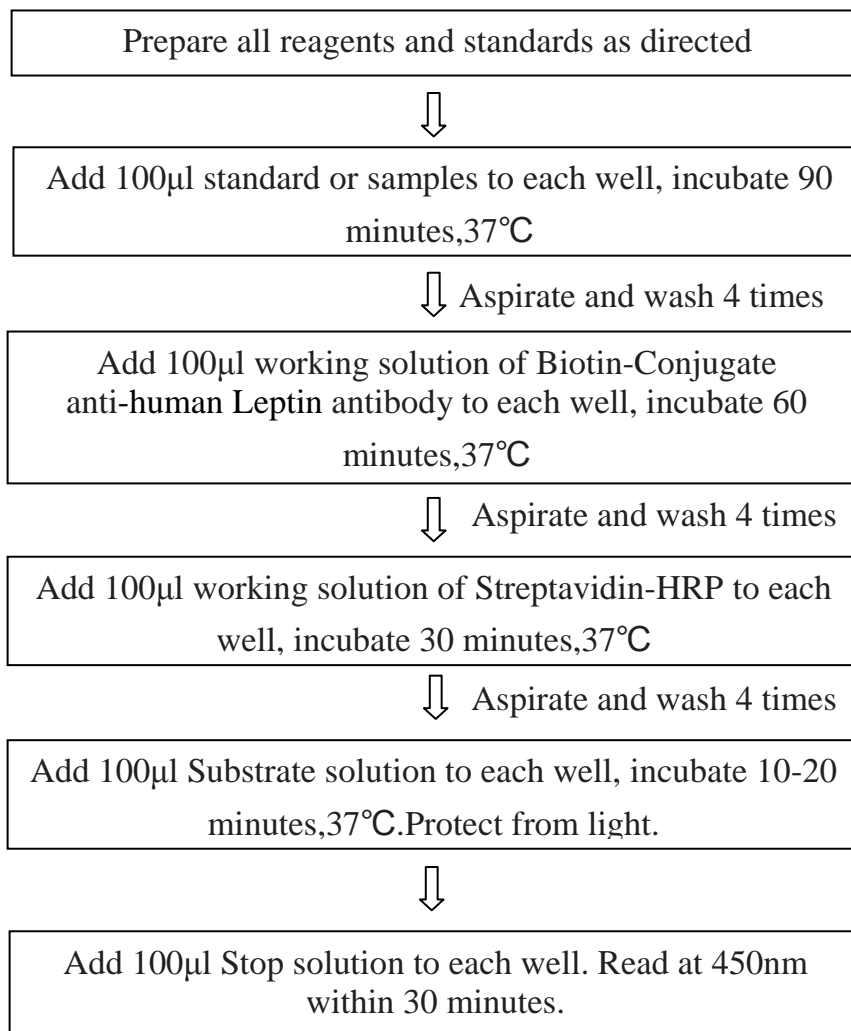 Prepare all reagents and standards as directed
Add 100μl standard or samples to each well, incubate 90
minutes,37℃
Aspirate and wash 4 times
Add 100μl working solution of Biotin-Conjugate
anti-human Leptin antibody to each well, incubate 60
minutes,37℃
Aspirate and wash 4 times
Add 100μl working solution of Streptavidin-HRP to each
well, incubate 30 minutes,37℃
Aspirate and wash 4 times
Add 100μl Substrate solution to each well, incubate 10-20
minutes,37℃.Protect from light.
Add 100μl Stop solution to each well. Read at 450nm
within 30 minutes.